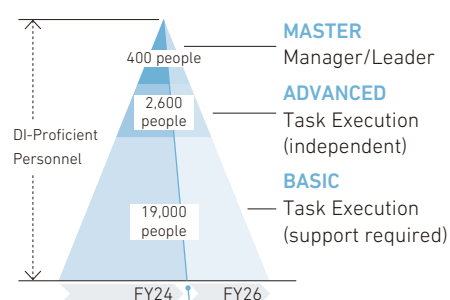 MASTER
400 people
Manager/Leader
ADVANCED
2,600
people
Task Execution
(independent)
DI-Proficient
Personnel
BASIC
19,000
people
Task Execution
(support required)
FY24
FY26